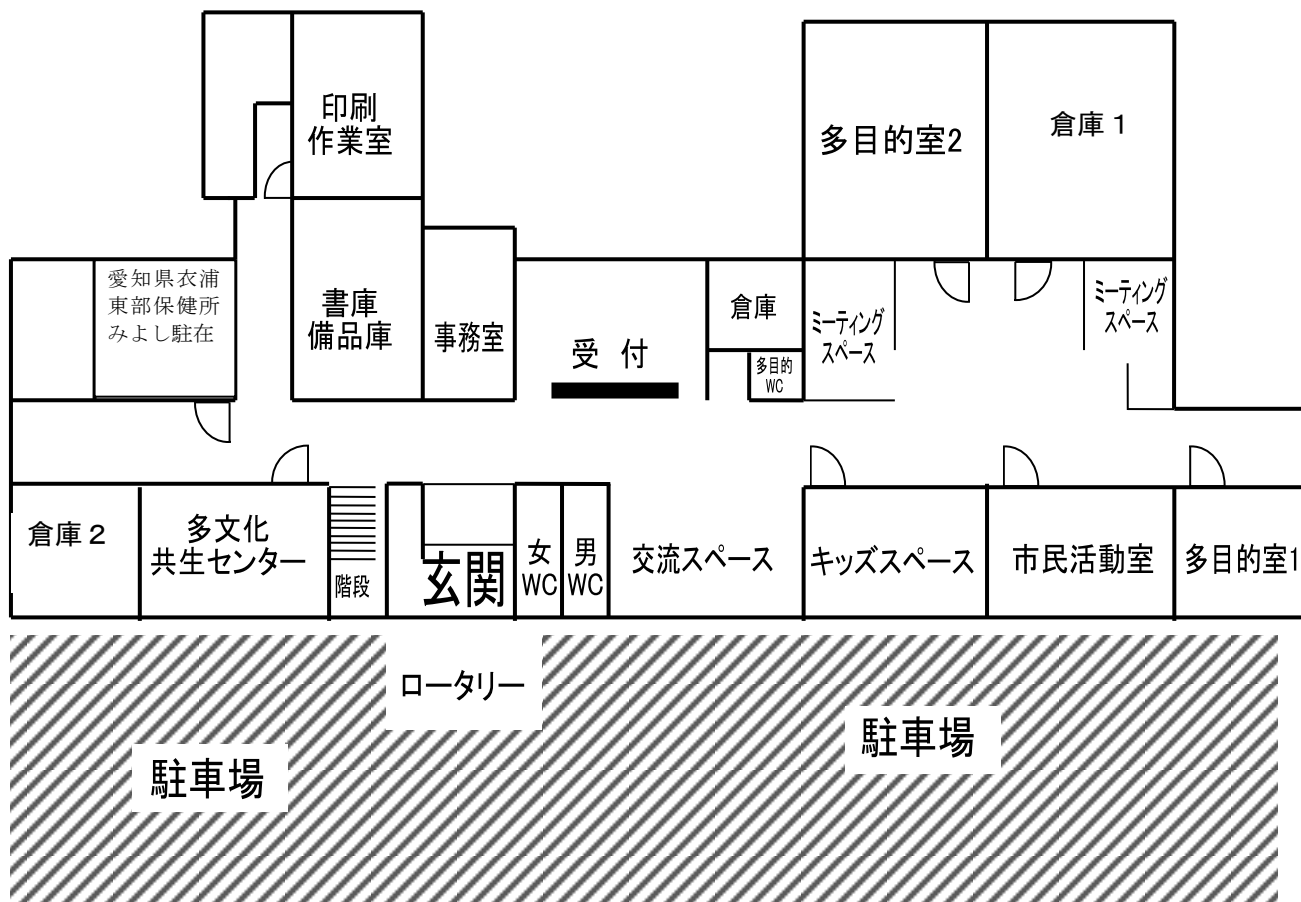 印刷
作業室
多目的室2
倉庫1
愛知県衣浦
東部保健所
みよし駐在
書庫
備品庫
事務室
受 付
倉庫
多目的
WC
ミーティング
スペース
ミーティング
スペース
倉庫2
多文化
共生センター
階段
玄関
女
WC
男
WC
交流スペース
キッズスペース
市民活動室
多目的室1
ロータリー
駐車場
駐車場